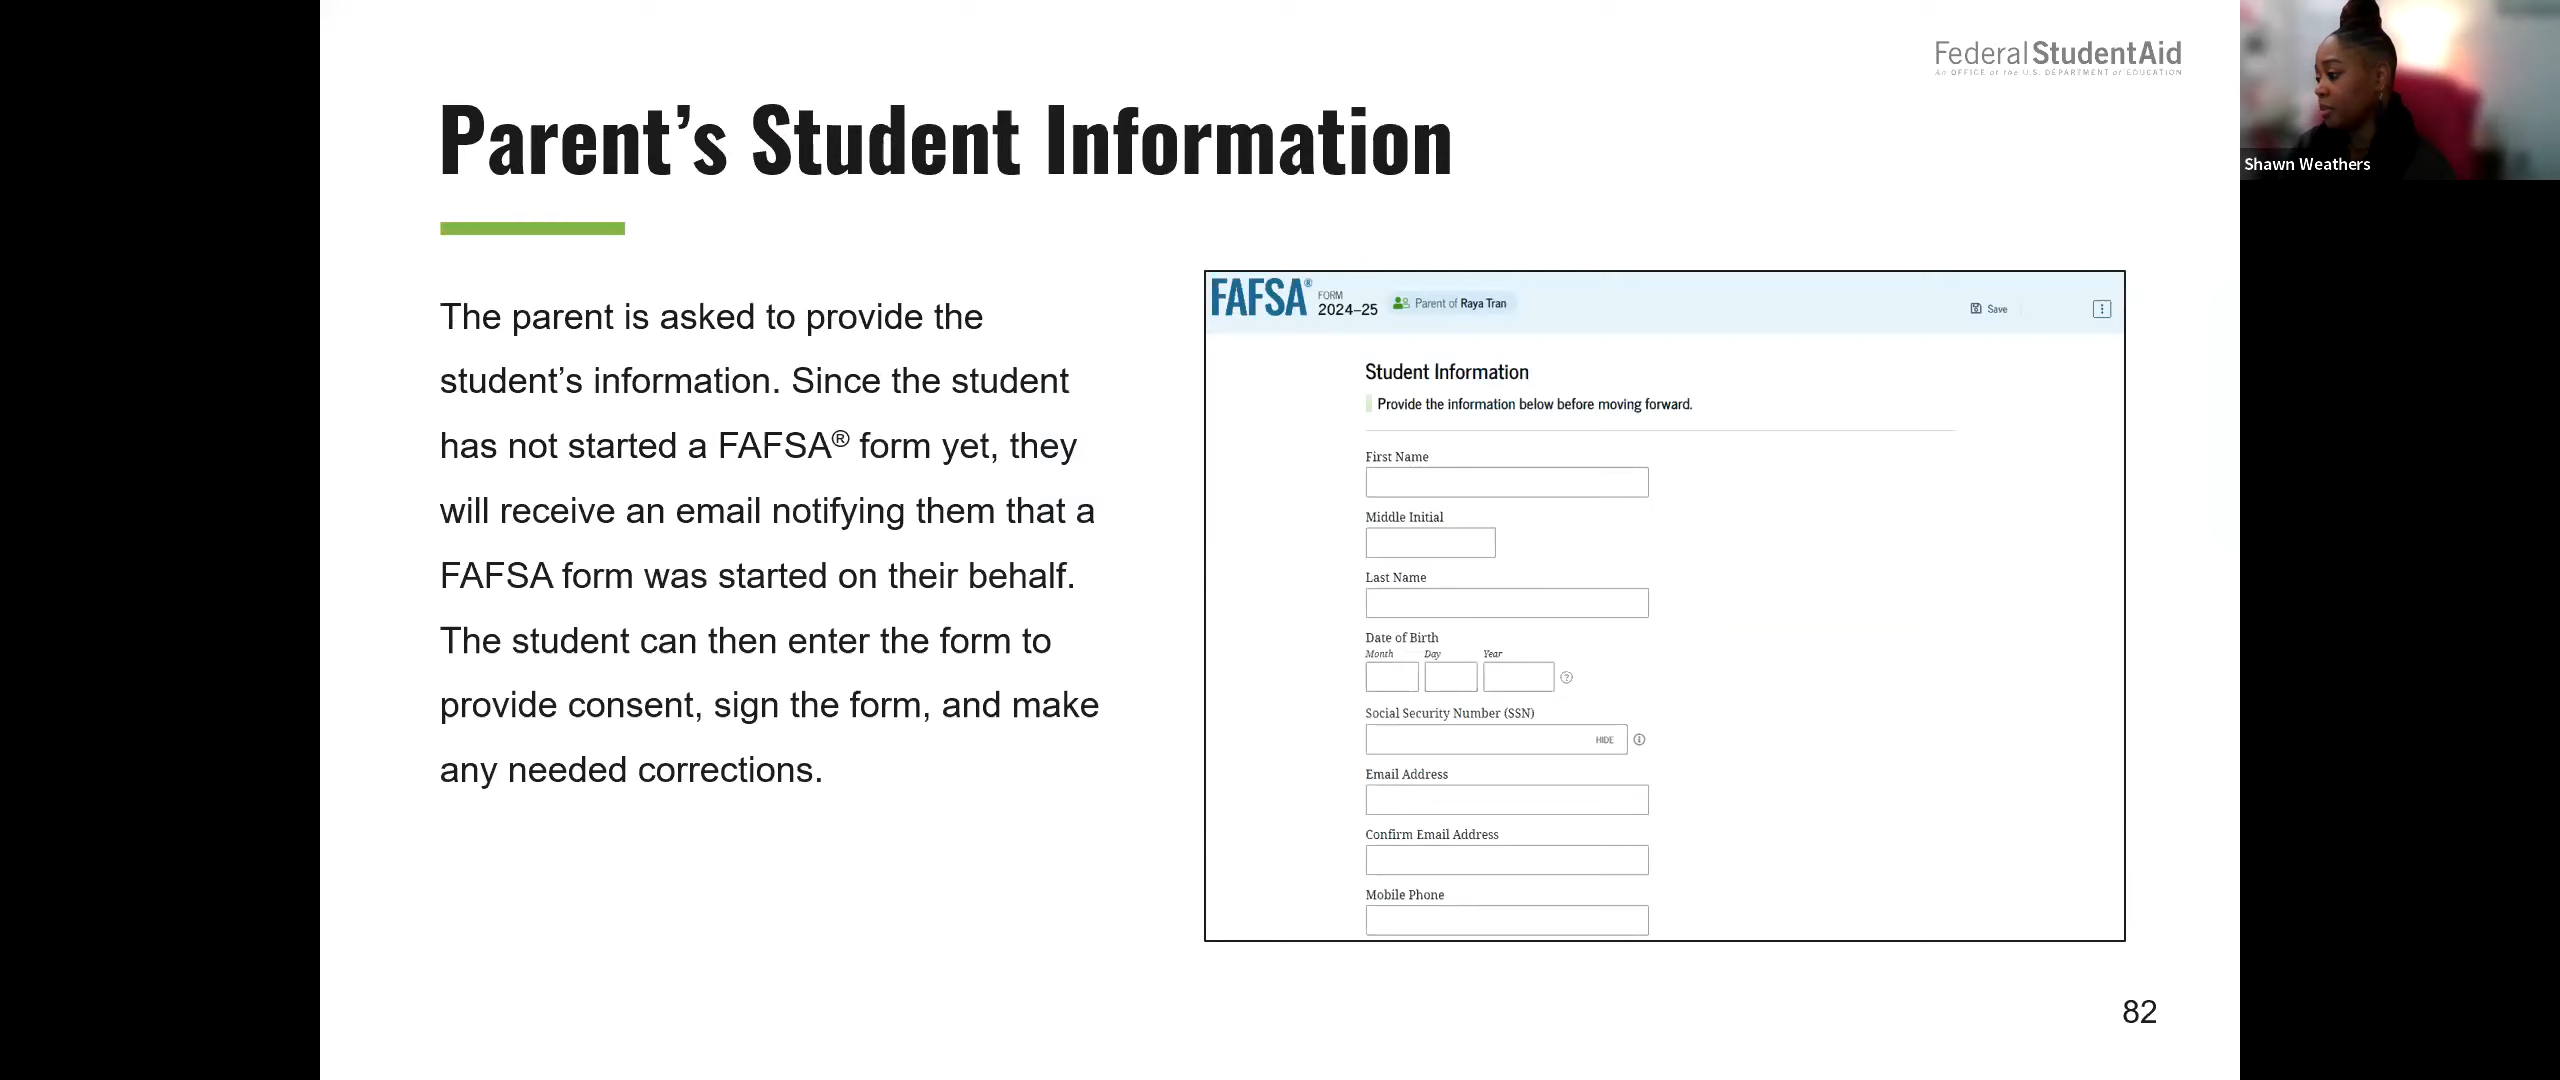 Federal StudentAid
An OFFICE of the U.S. DEPARTMENT of EDUCATION
Shawn Weathers
Parent’s Student Information
The parent is asked to provide the
student’s information. Since the student
has not started a FAFSA® form yet, they
will receive an email notifying them that a
FAFSA form was started on their behalf.
The student can then enter the form to
provide consent, sign the form, and make
any needed corrections.
FAFSA®
FORM
2024–25
Parent of Raya Tran
Save
Student Information
Provide the information below before moving forward.
First Name
Middle Initial
Last Name
Date of Birth
Month Day Year
Social Security Number (SSN)
HIDE
Email Address
Confirm Email Address
Mobile Phone
82